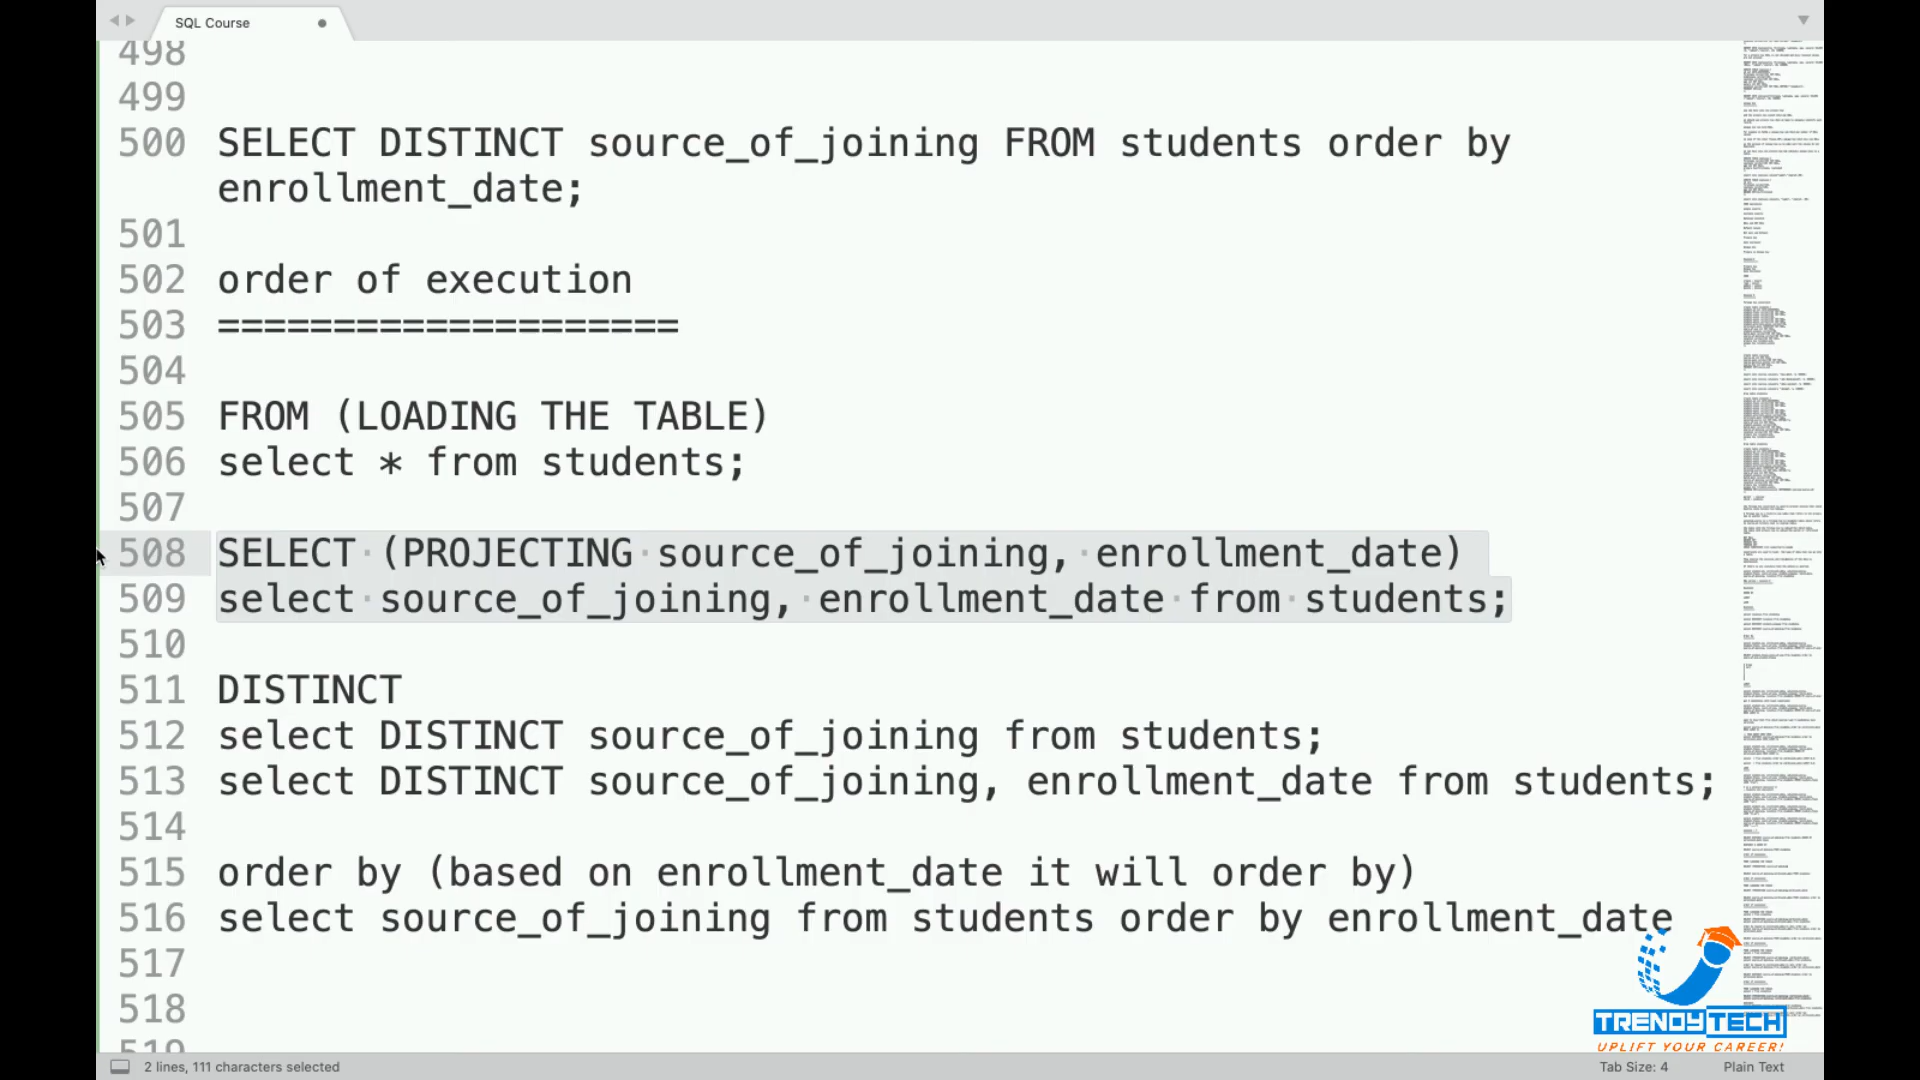 SQL Course
498
499
500 SELECT DISTINCT source_of_joining FROM students order by
enrollment_date;
501
502 order of execution
503 ====================
504
505 FROM (LOADING THE TABLE)
506 select * from students;
507
508 SELECT (PROJECTING source_of_joining, enrollment_date)
509 select source_of_joining, enrollment_date from students;
510
511 DISTINCT
512 select DISTINCT source_of_joining from students;
513 select DISTINCT source_of_joining, enrollment_date from students;
514
515 order by (based on enrollment_date it will order by)
516 select source_of_joining from students order by enrollment_date
517
518
519
TRENDYTECH
UPLIFT YOUR CAREER!
2 lines, 111 characters selected
Tab Size: 4
Plain Text